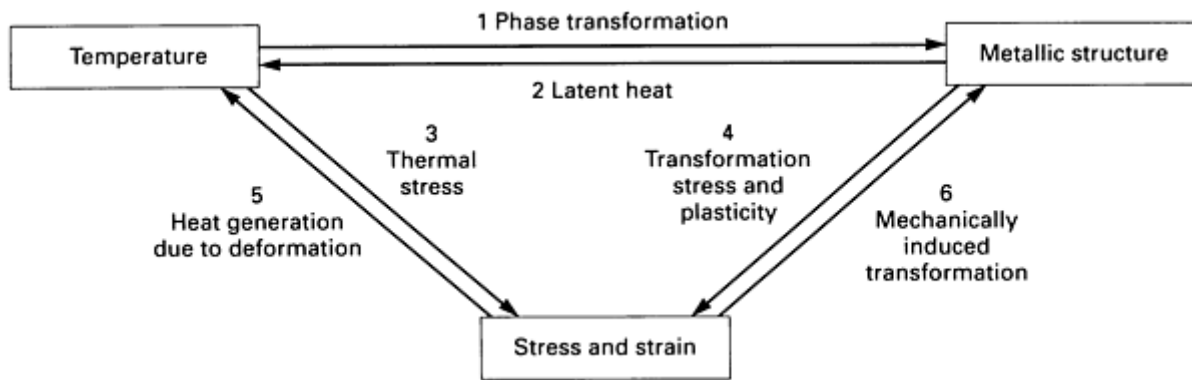 1 Phase transformation
Temperature
Metallic structure
2 Latent heat
3
Thermal
stress
4
Transformation
stress and
plasticity
5
Heat generation
due to deformation
6
Mechanically
induced
transformation
Stress and strain